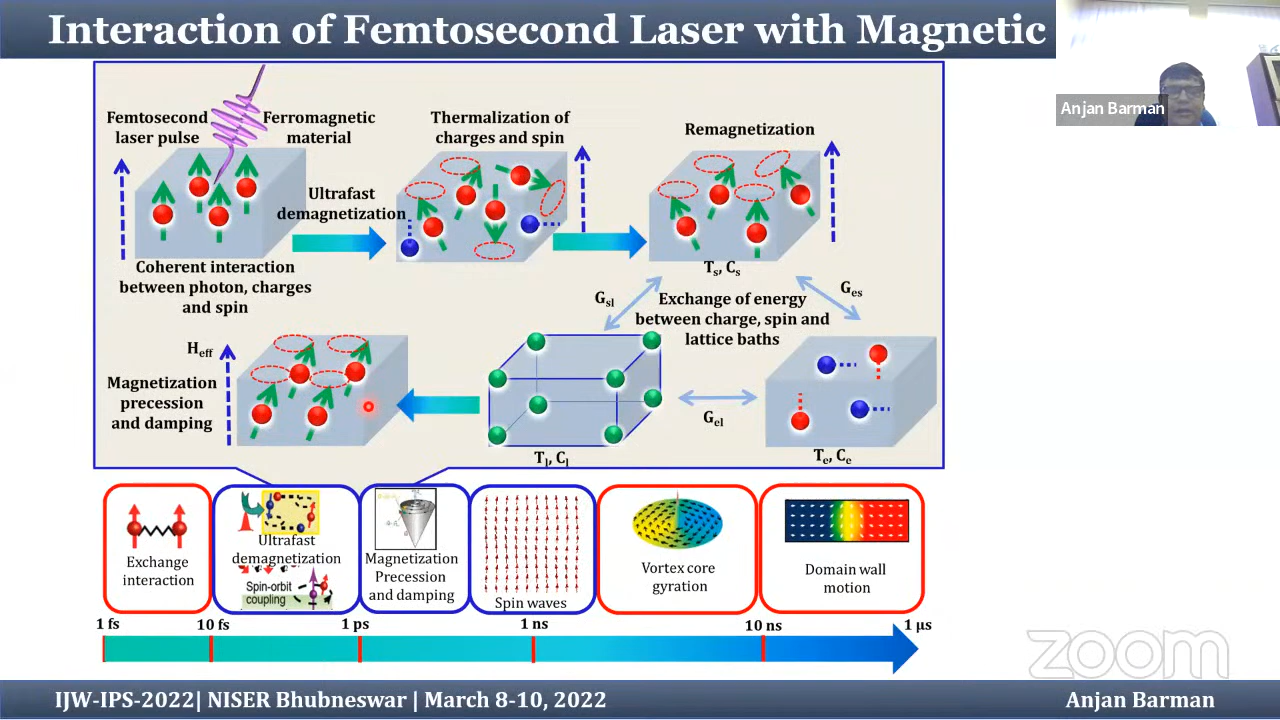 Interaction of Femtosecond Laser with Magnetic
Anjan Barman
Femtosecond
laser pulse
Ferromagnetic
material
Thermalization of
charges and spin
Remagnetization
Ultrafast
demagnetization
Coherent interaction
between photon, charges
and spin
Tₛ, Cₛ
Gₛₗ
Gₑₛ
Exchange of energy
between charge, spin and
lattice baths
H_eff
Magnetization
precession
and damping
Gₑₗ
Tₗ, Cₗ
Tₑ, Cₑ
Exchange
interaction
Ultrafast
demagnetization
Spin-orbit
coupling
Magnetization
Precession
and damping
Spin waves
Vortex core
gyration
Domain wall
motion
1 fs
10 fs
1 ps
1 ns
10 ns
1 µs
zoom
IJW-IPS-2022| NISER Bhubneswar | March 8-10, 2022
Anjan Barman